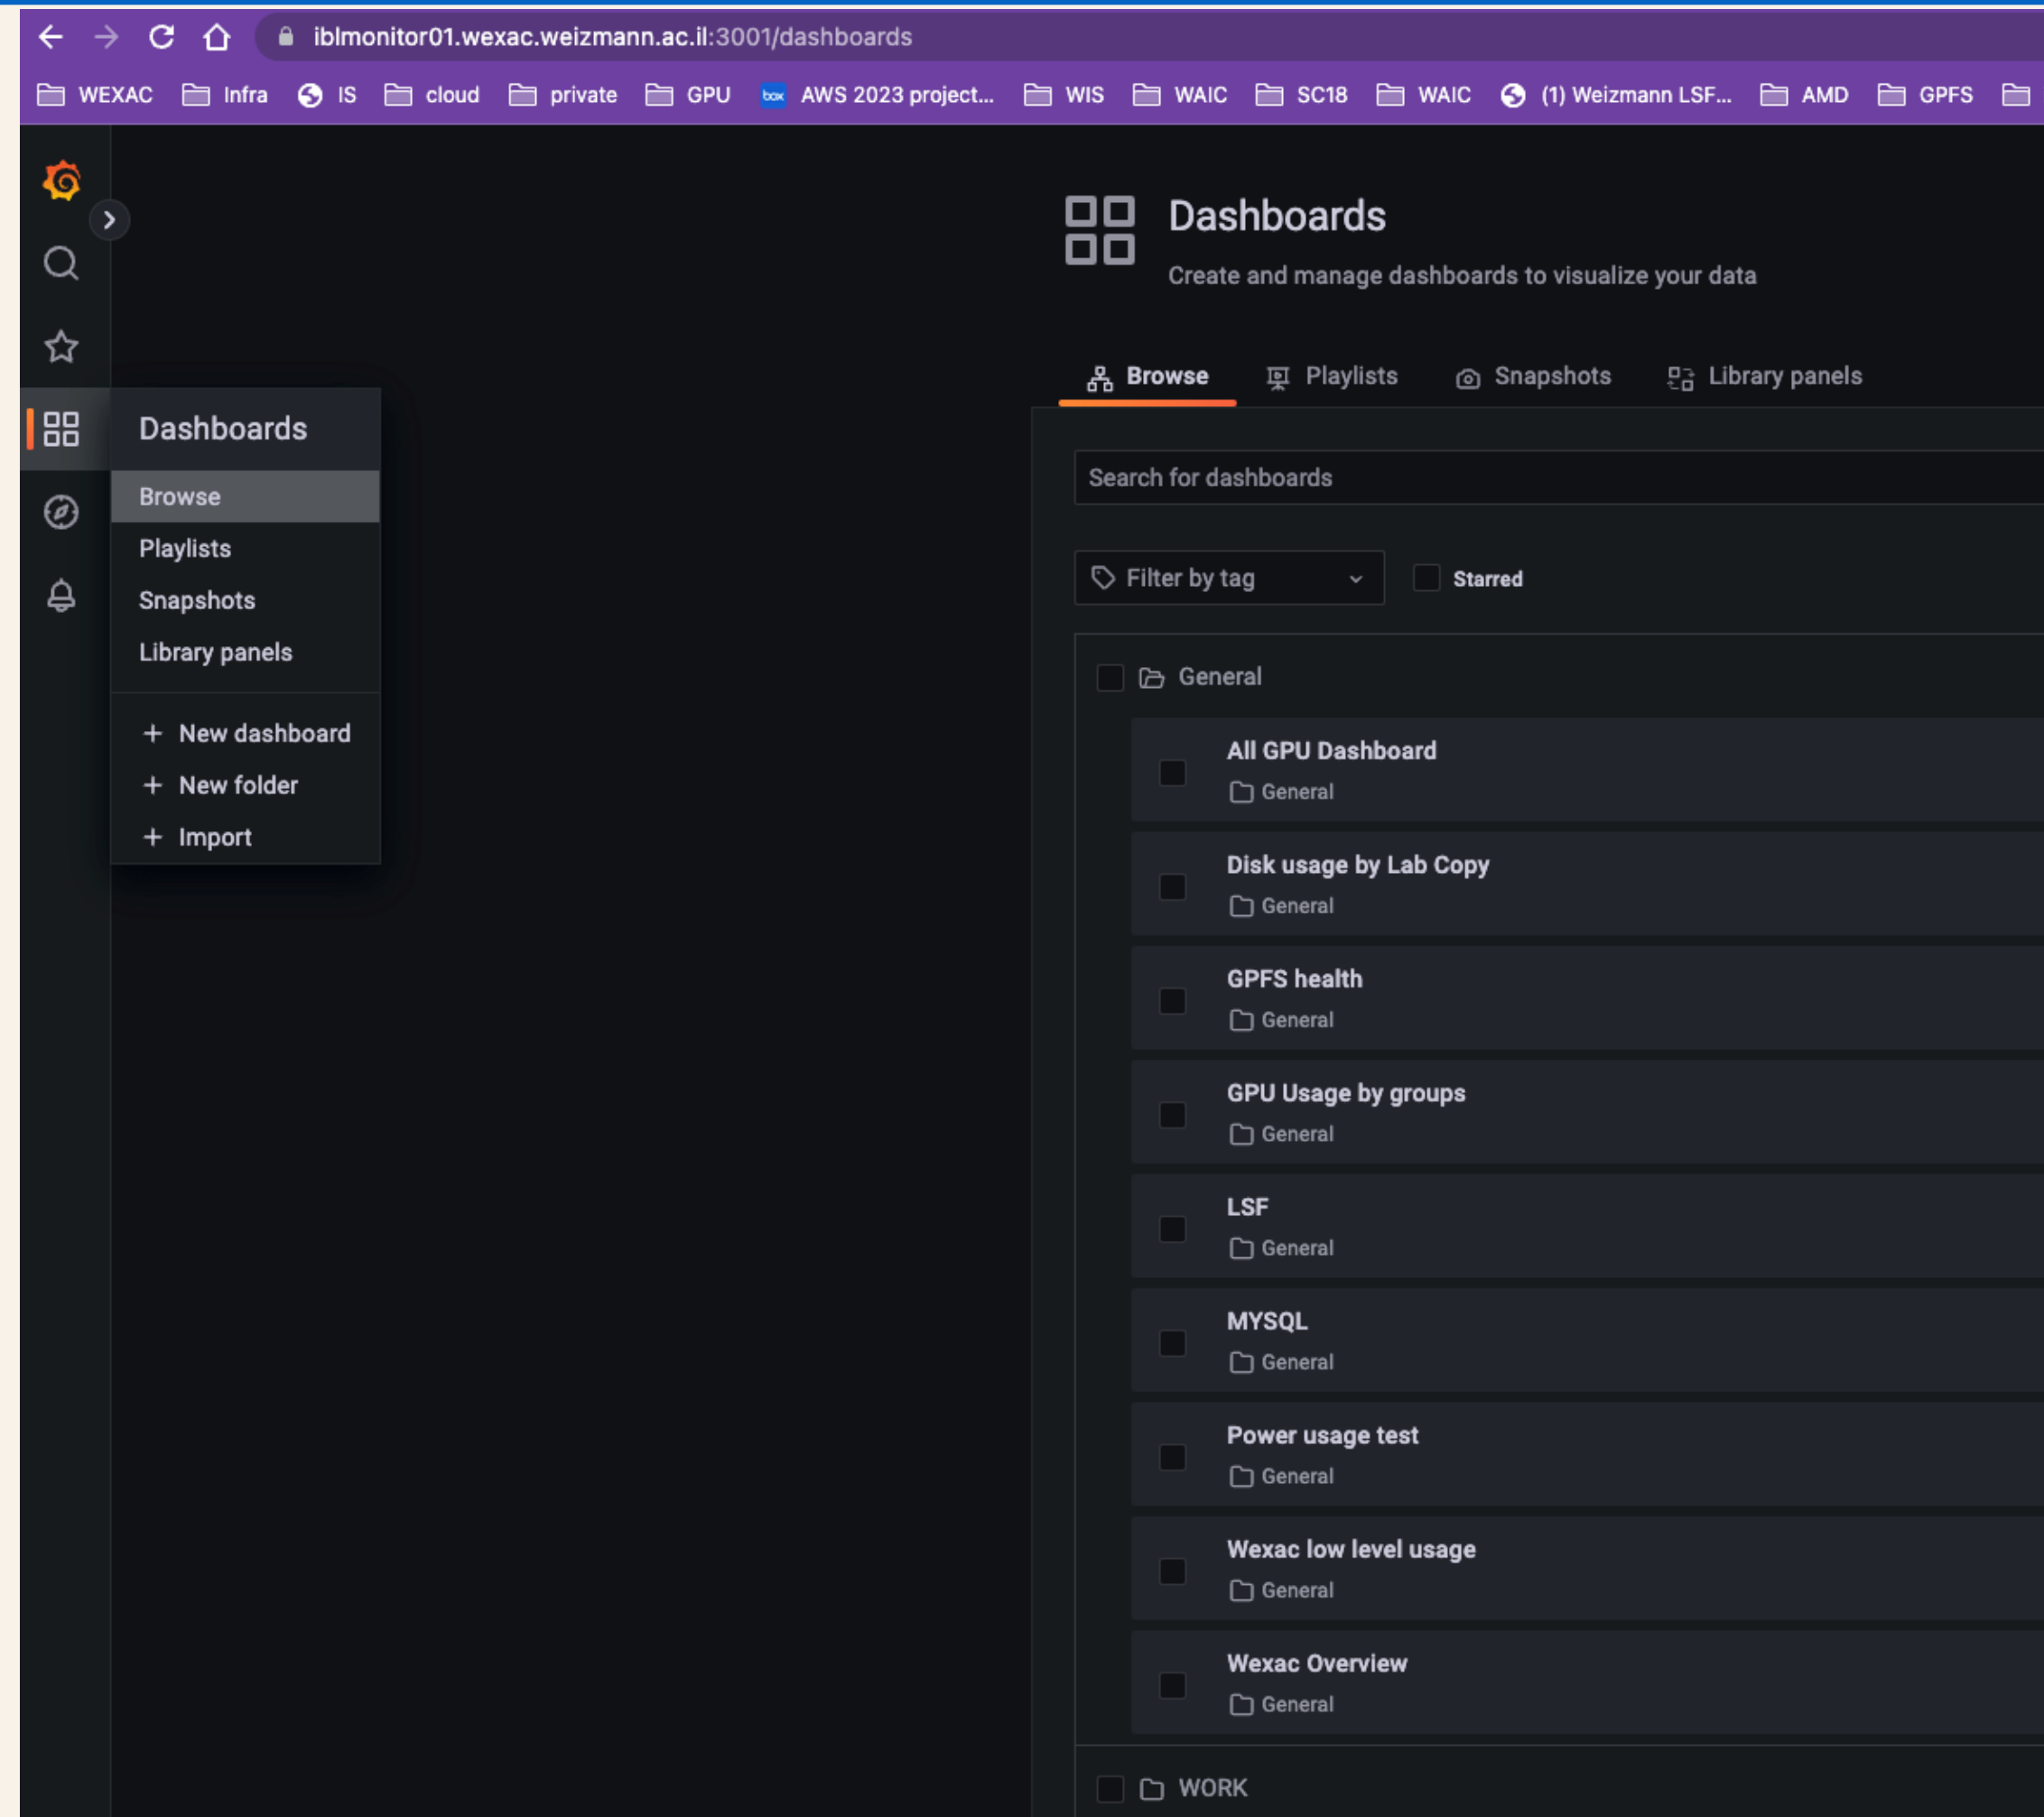 iblmonitor01.wexac.weizmann.ac.il:3001/dashboards
WEXAC Infra IS cloud private GPU box AWS 2023 project... WIS WAIC SC18 WAIC (1) Weizmann LSF... AMD GPFS
Dashboards
Create and manage dashboards to visualize your data
Browse Playlists Snapshots Library panels
Dashboards
Browse
Playlists
Snapshots
Library panels
+ New dashboard
+ New folder
+ Import
Search for dashboards
Filter by tag Starred
General
All GPU Dashboard
General
Disk usage by Lab Copy
General
GPFS health
General
GPU Usage by groups
General
LSF
General
MYSQL
General
Power usage test
General
Wexac low level usage
General
Wexac Overview
General
WORK